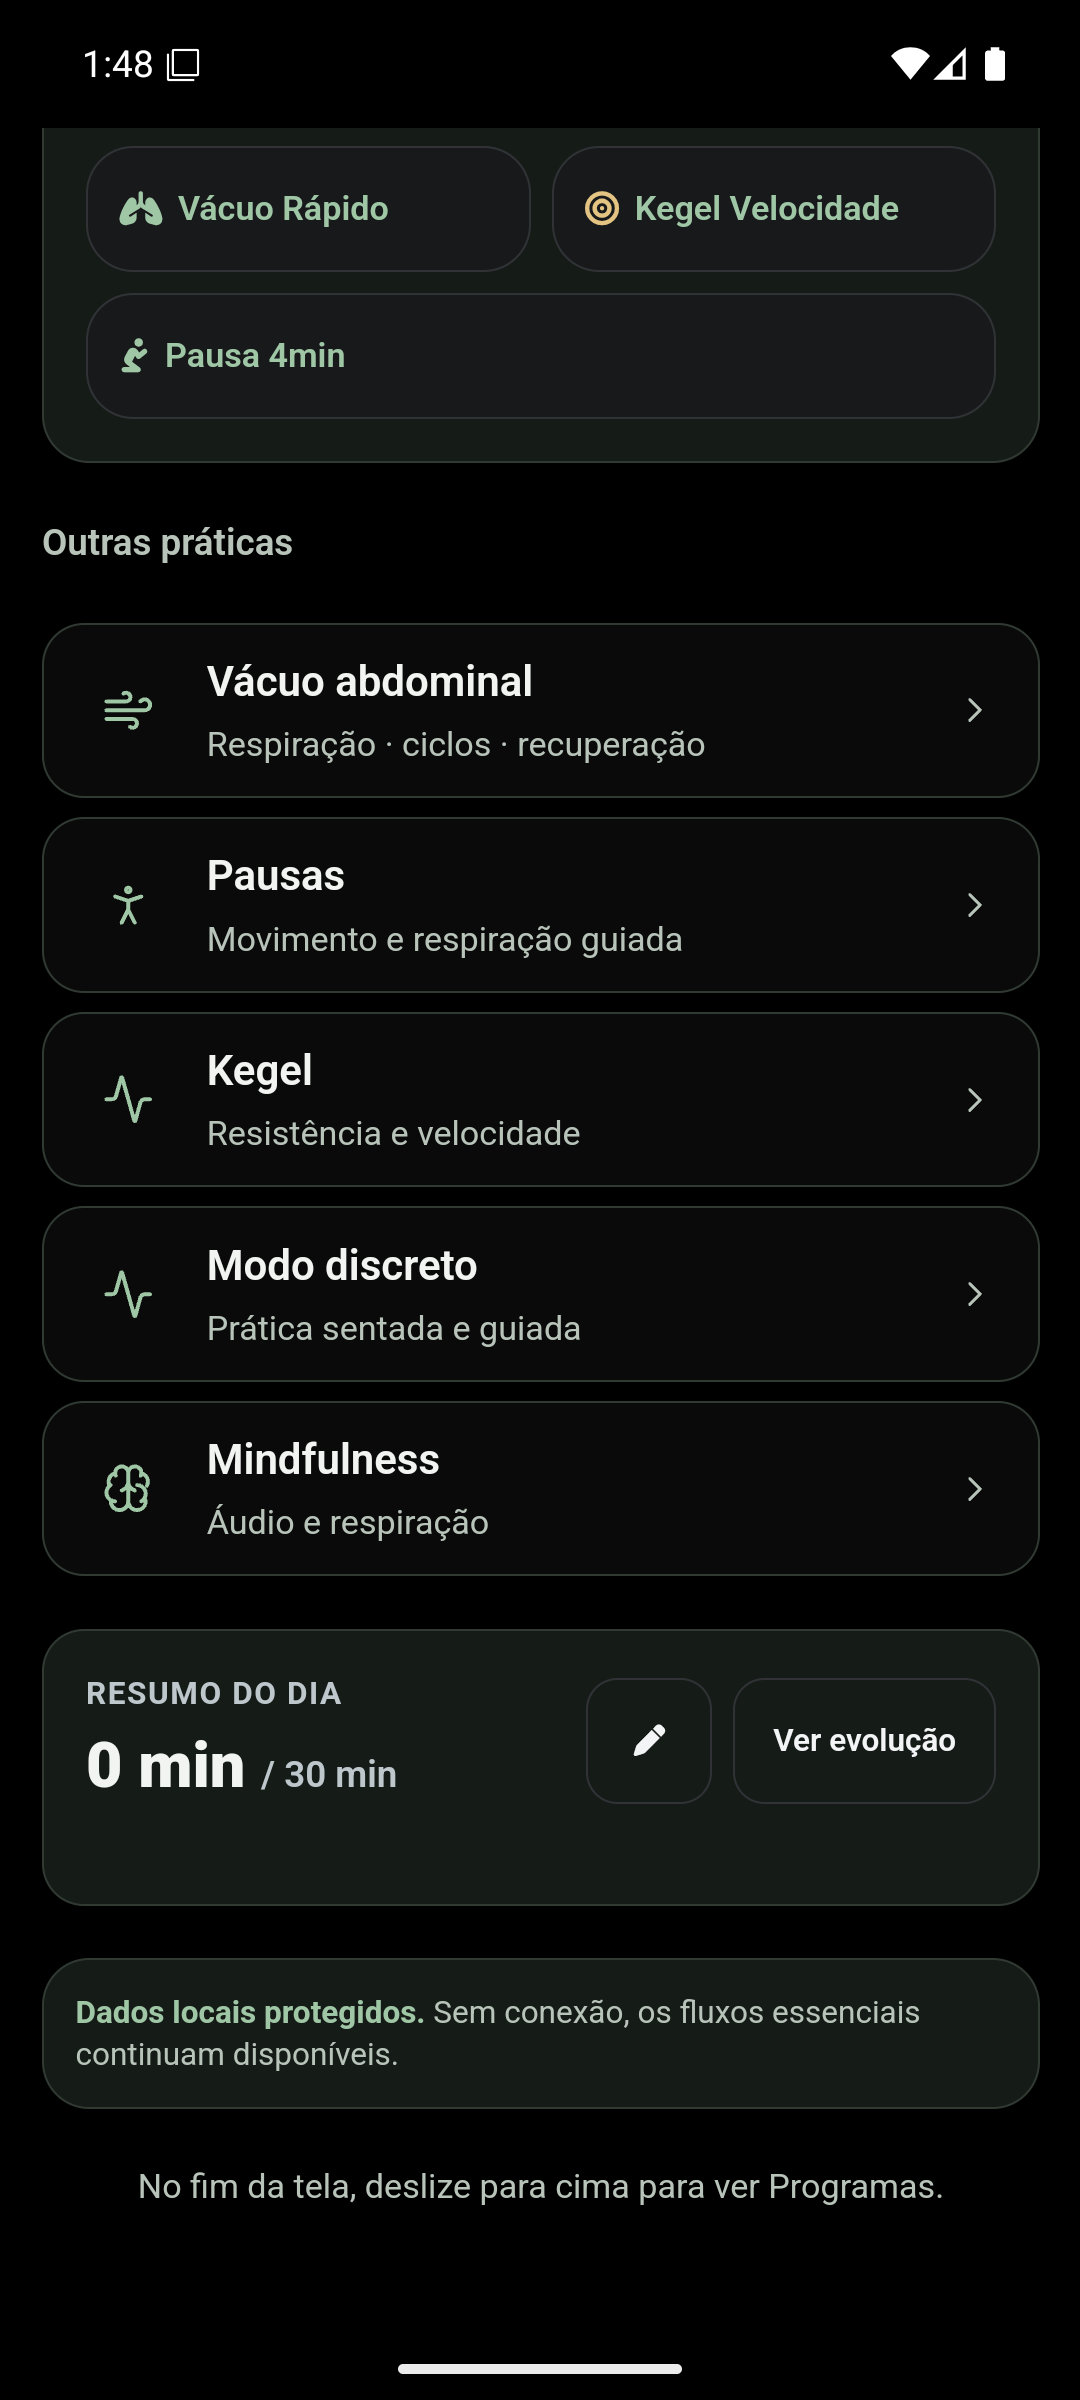 1:48
Vácuo Rápido
Kegel Velocidade
Pausa 4min
Outras práticas
Vácuo abdominal
Respiração · ciclos · recuperação
Pausas
Movimento e respiração guiada
Kegel
Resistência e velocidade
Modo discreto
Prática sentada e guiada
Mindfulness
Áudio e respiração
RESUMO DO DIA
0 min / 30 min
Ver evolução
Dados locais protegidos. Sem conexão, os fluxos essenciais
continuam disponíveis.
No fim da tela, deslize para cima para ver Programas.